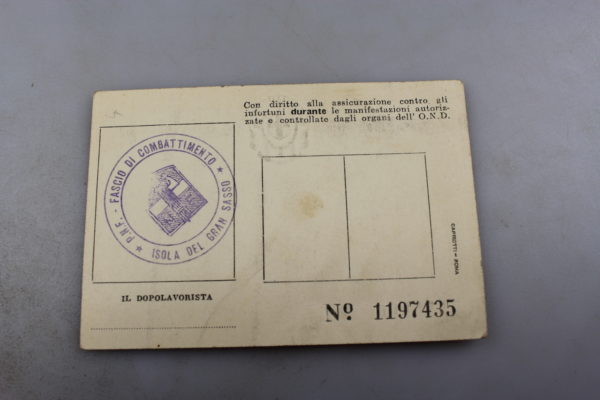 Con diritto alla assicurazione contro gli
infortuni durante le manifestazioni autoriz-
zate e controllate dagli organi dell' O.N.D.
P.N.F. - FASCIO DI COMBATTIMENTO
★ ISOLA DEL GRAN SASSO ★
IL DOPOLAVORISTA
Nº 1197435